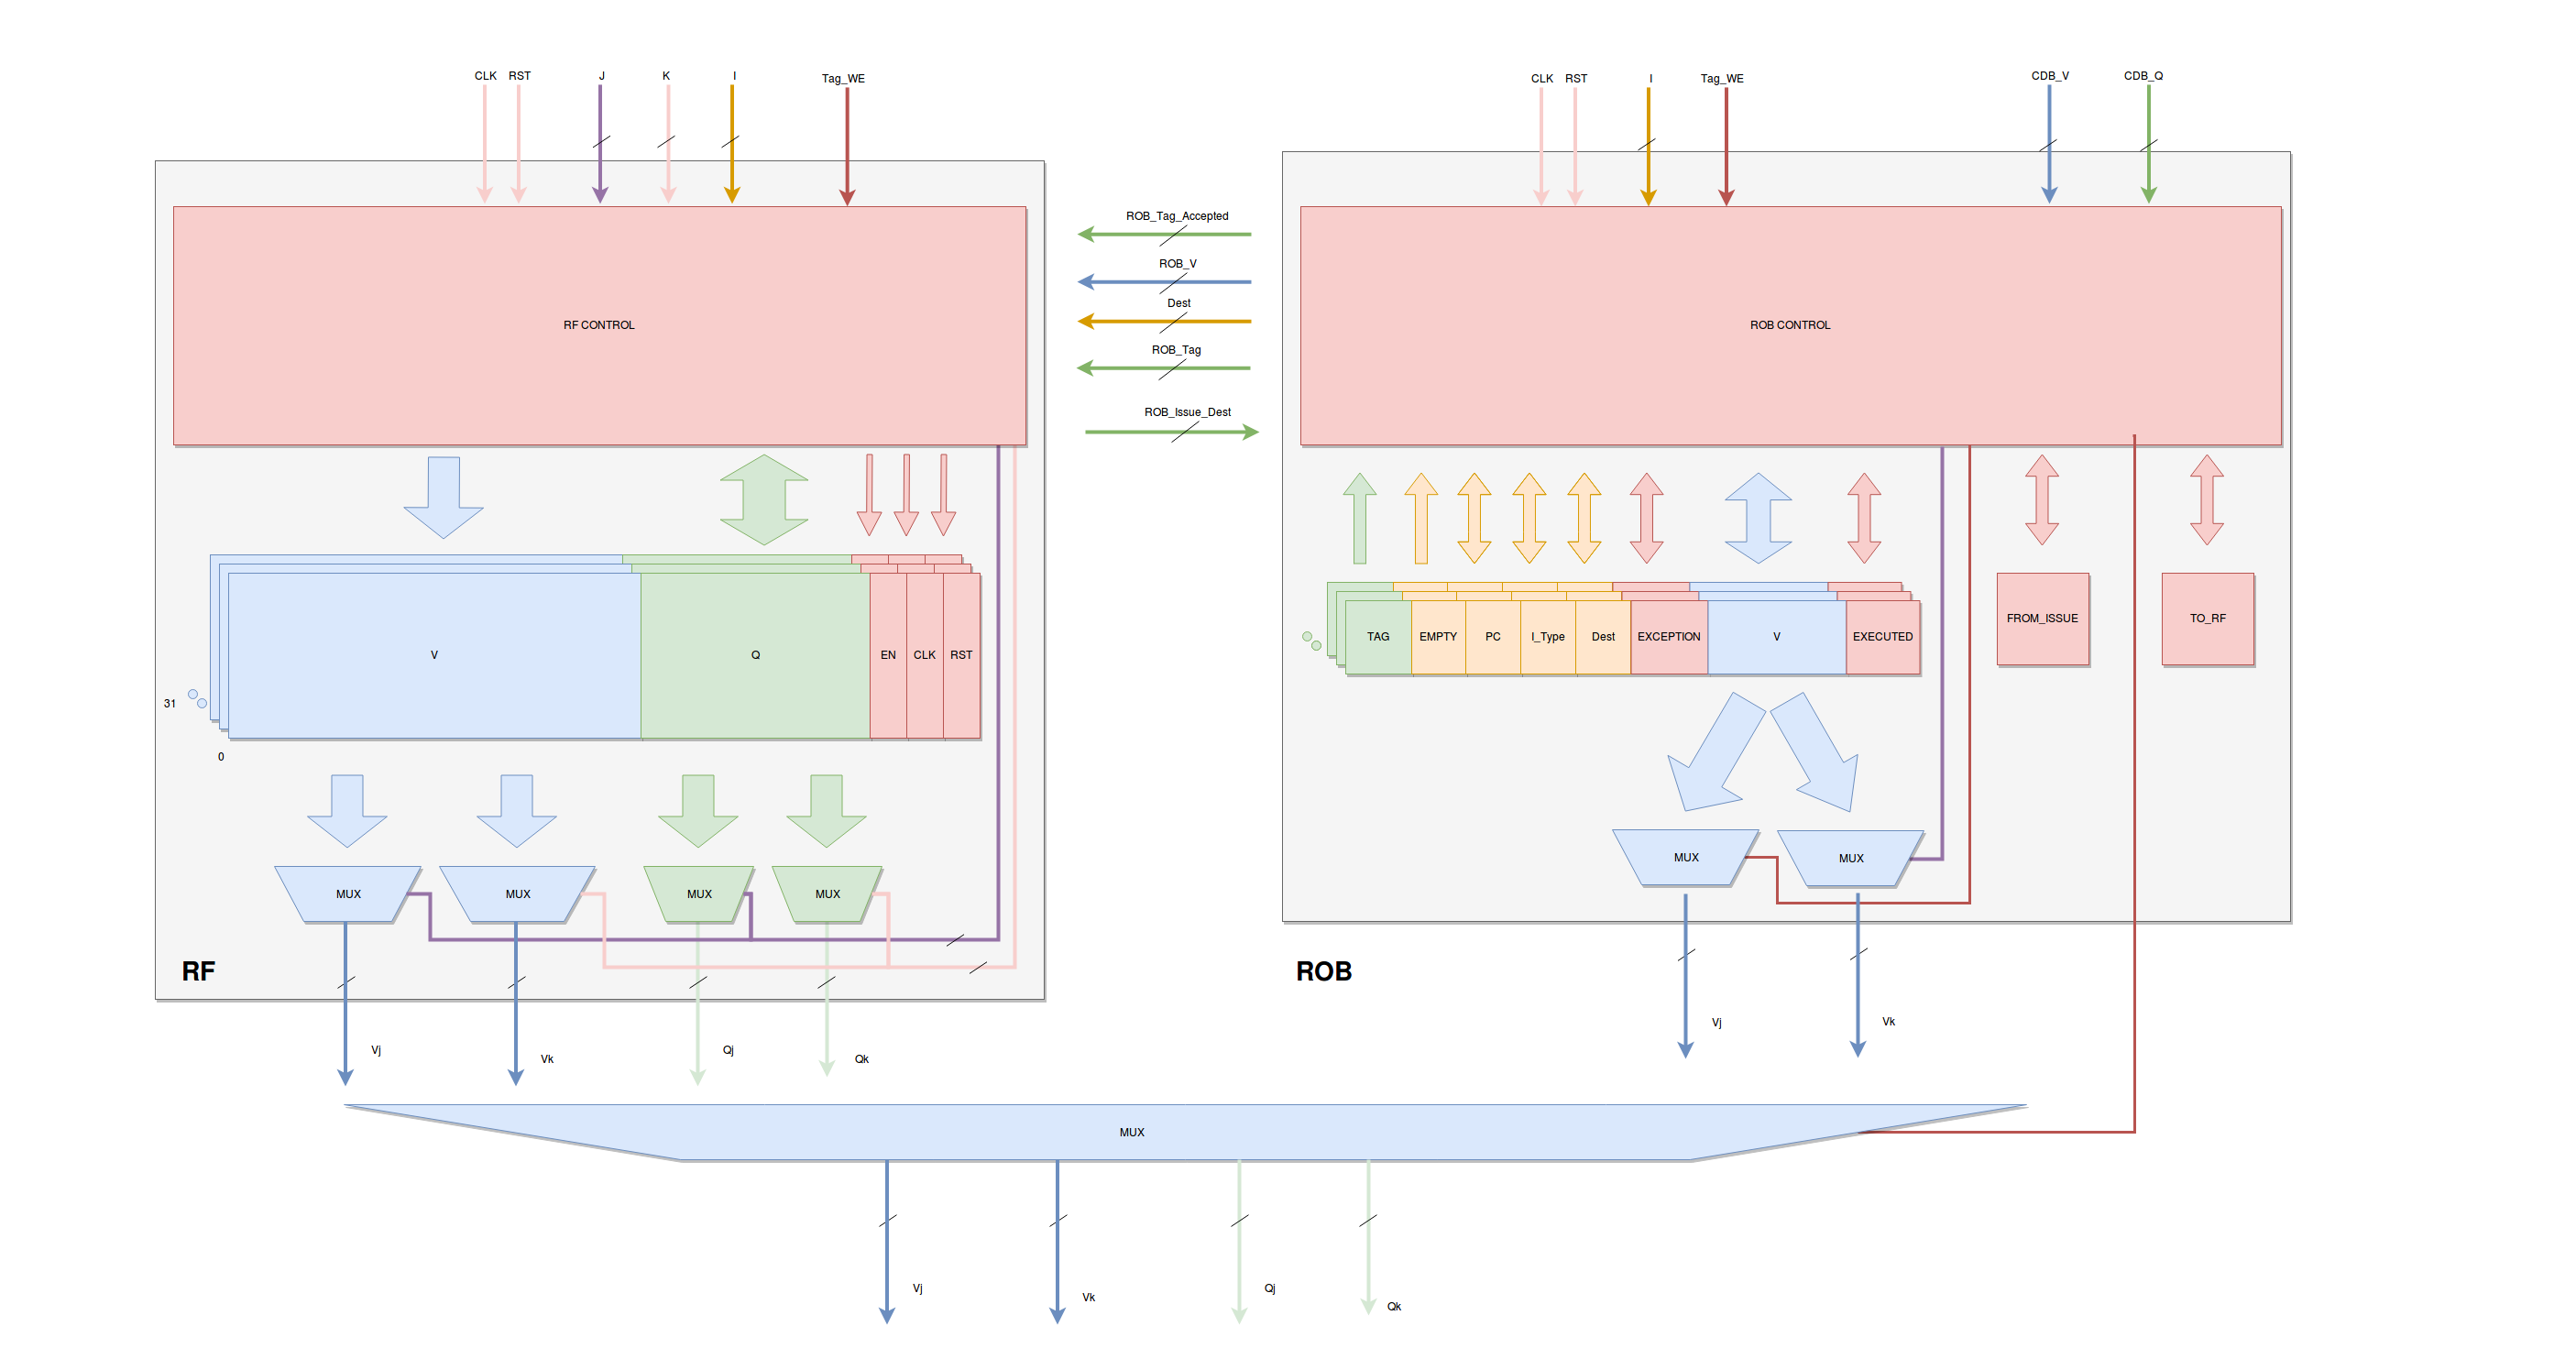 CLK RST J K I Tag_WE
CLK RST I Tag_WE CDB_V CDB_Q
ROB_Tag_Accepted
ROB_V
Dest
ROB_Tag
ROB_Issue_Dest
RF CONTROL
ROB CONTROL
V Q EN CLK RST
31
0
TAG EMPTY PC I_Type Dest EXCEPTION V EXECUTED
FROM_ISSUE
TO_RF
MUX MUX MUX MUX
MUX MUX
RF
ROB
Vj Vk Qj Qk
Vj Vk
MUX
Vj Vk Qj Qk